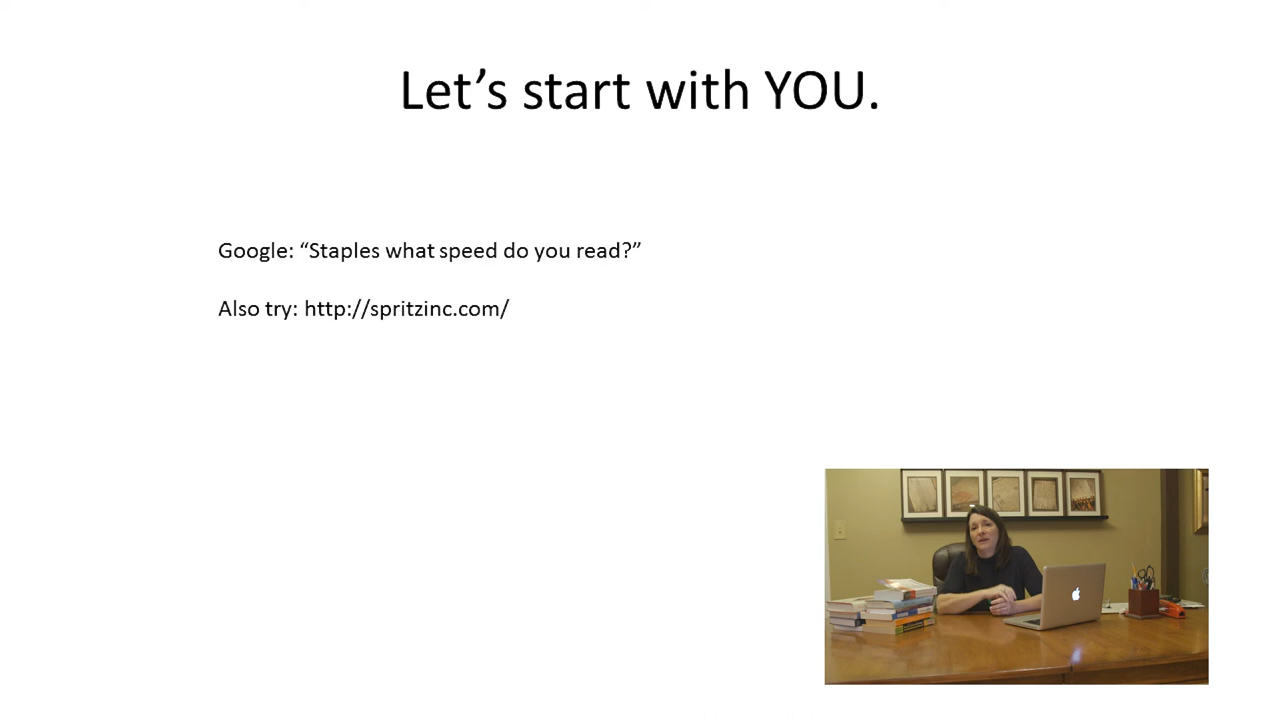 Let’s start with YOU.
Google: “Staples what speed do you read?”
Also try: http://spritzinc.com/